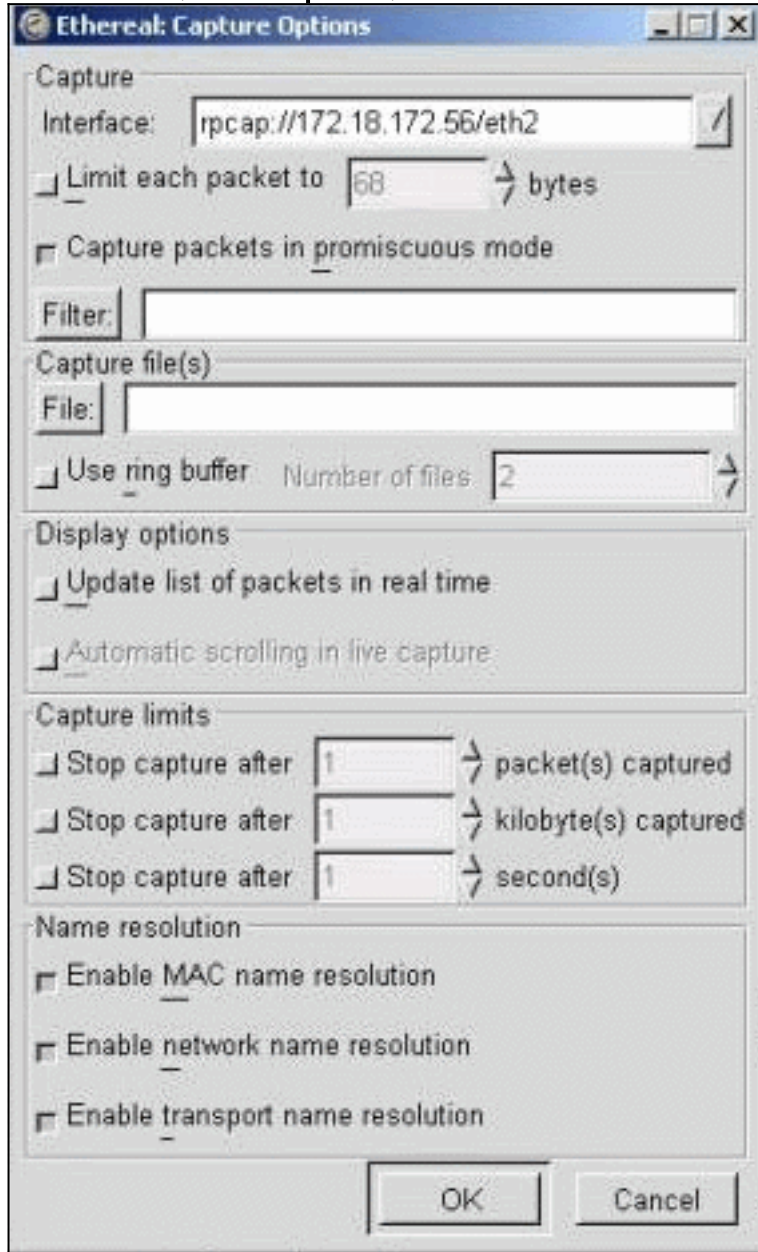 Ethereal: Capture Options
Capture
Interface: rpcap://172.18.172.56/eth2
Limit each packet to 68 bytes
Capture packets in promiscuous mode
Filter:
Capture file(s)
File:
Use ring buffer Number of files 2
Display options
Update list of packets in real time
Automatic scrolling in live capture
Capture limits
Stop capture after 1 packet(s) captured
Stop capture after 1 kilobyte(s) captured
Stop capture after 1 second(s)
Name resolution
Enable MAC name resolution
Enable network name resolution
Enable transport name resolution
OK Cancel